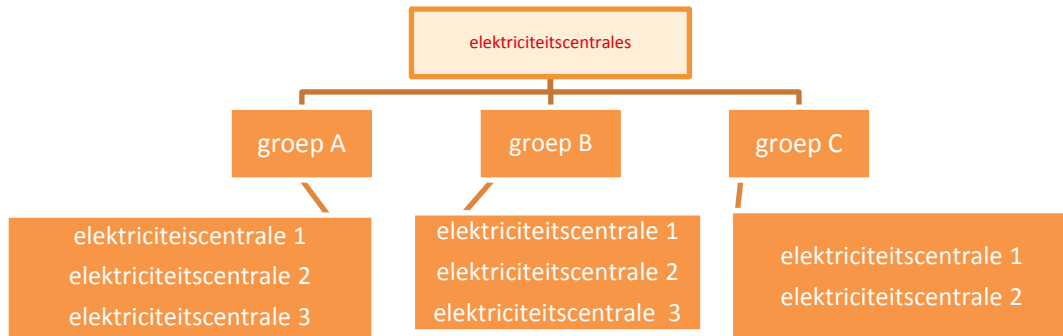 elektriciteitscentrales
groep A
groep B
groep C
elektriciteiscentrale 1
elektriciteitscentrale 2
elektriciteitscentrale 3
elektriciteitscentrale 1
elektriciteitscentrale 2
elektriciteitscentrale 3
elektriciteitscentrale 1
elektriciteitscentrale 2